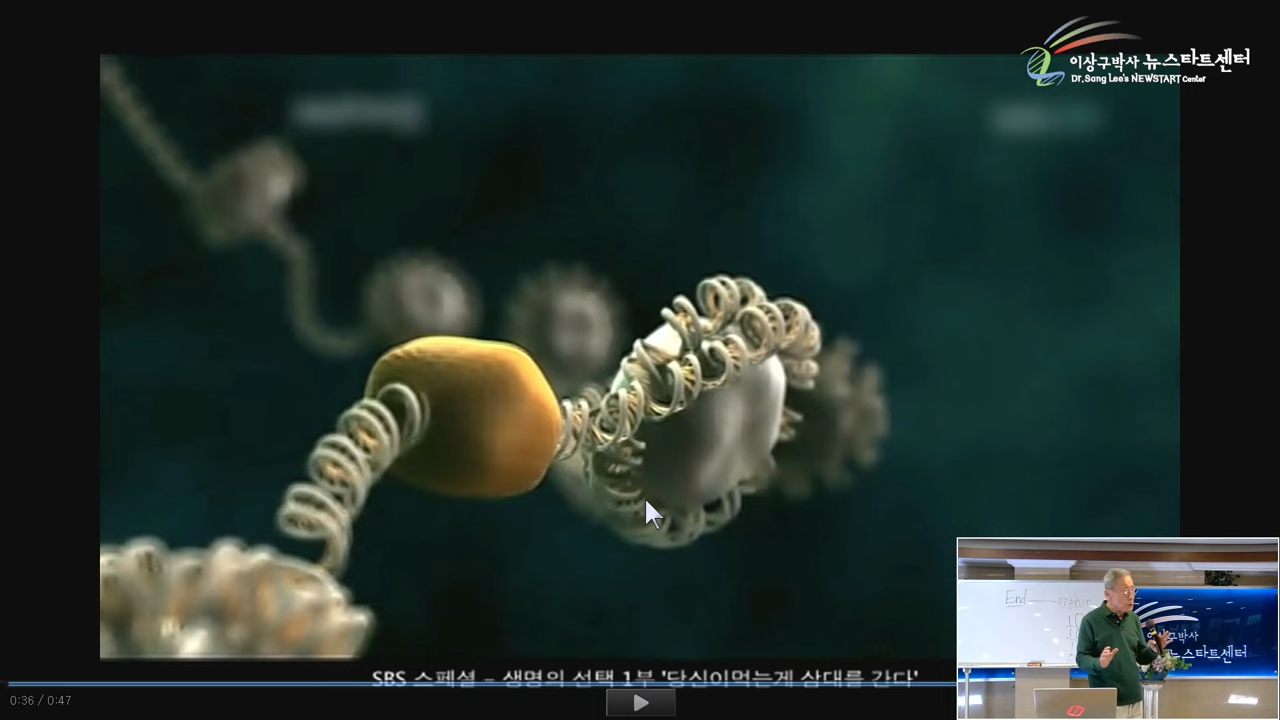 이상구박사 뉴스타트센터
Dr. Sang Lee's NEWSTART Center
End
이상구박사
뉴스타트센터
SBS 스페셜 - 생명의 선택 1부 '당신이먹는게 삼대를 간다'
0:36 / 0:47